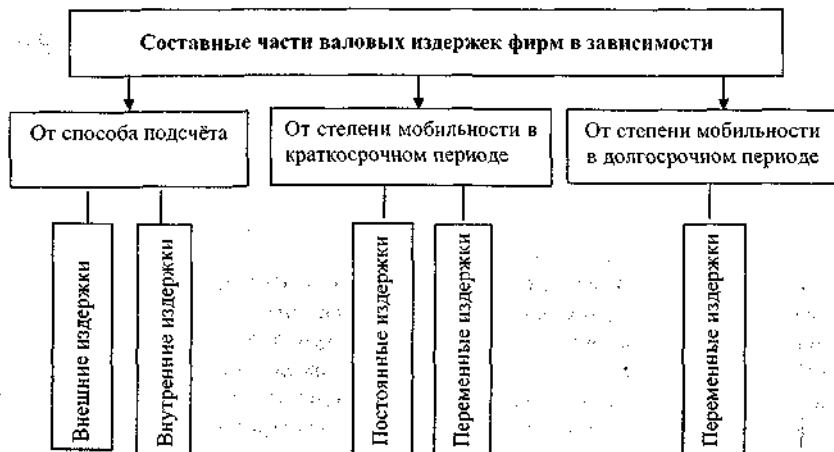 Составные части валовых издержек фирм в зависимости
От способа подсчёта
От степени мобильности в
краткосрочном периоде
От степени мобильности
в долгосрочном периоде
Внешние издержки
Внутренние издержки
Постоянные издержки
Переменные издержки
Переменные издержки